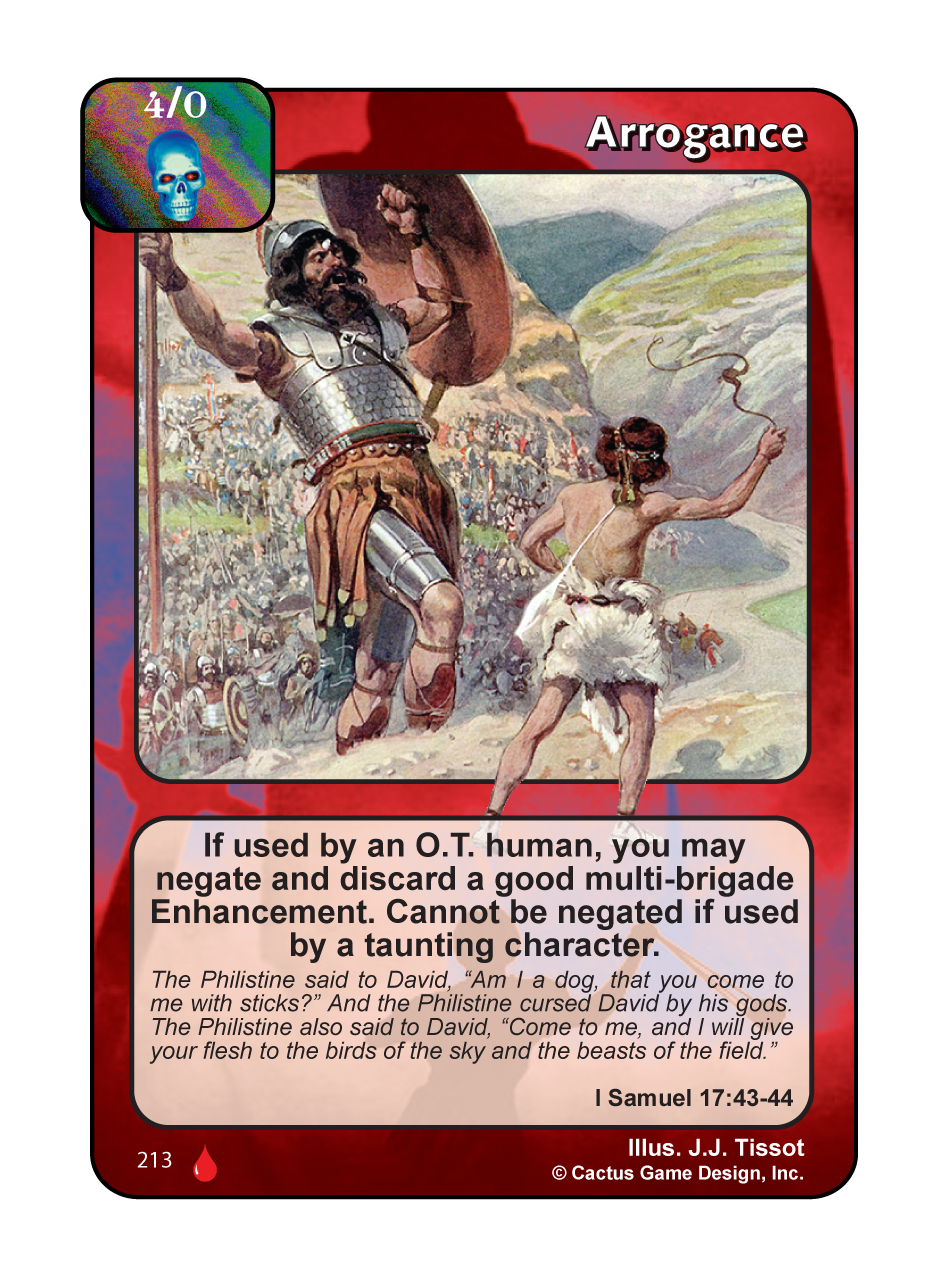 4/0
Arrogance
If used by an O.T. human, you may
negate and discard a good multi-brigade
Enhancement. Cannot be negated if used
by a taunting character.
The Philistine said to David, “Am I a dog, that you come to
me with sticks?” And the Philistine cursed David by his gods.
The Philistine also said to David, “Come to me, and I will give
your flesh to the birds of the sky and the beasts of the field.”
I Samuel 17:43-44
213
Illus. J.J. Tissot
© Cactus Game Design, Inc.